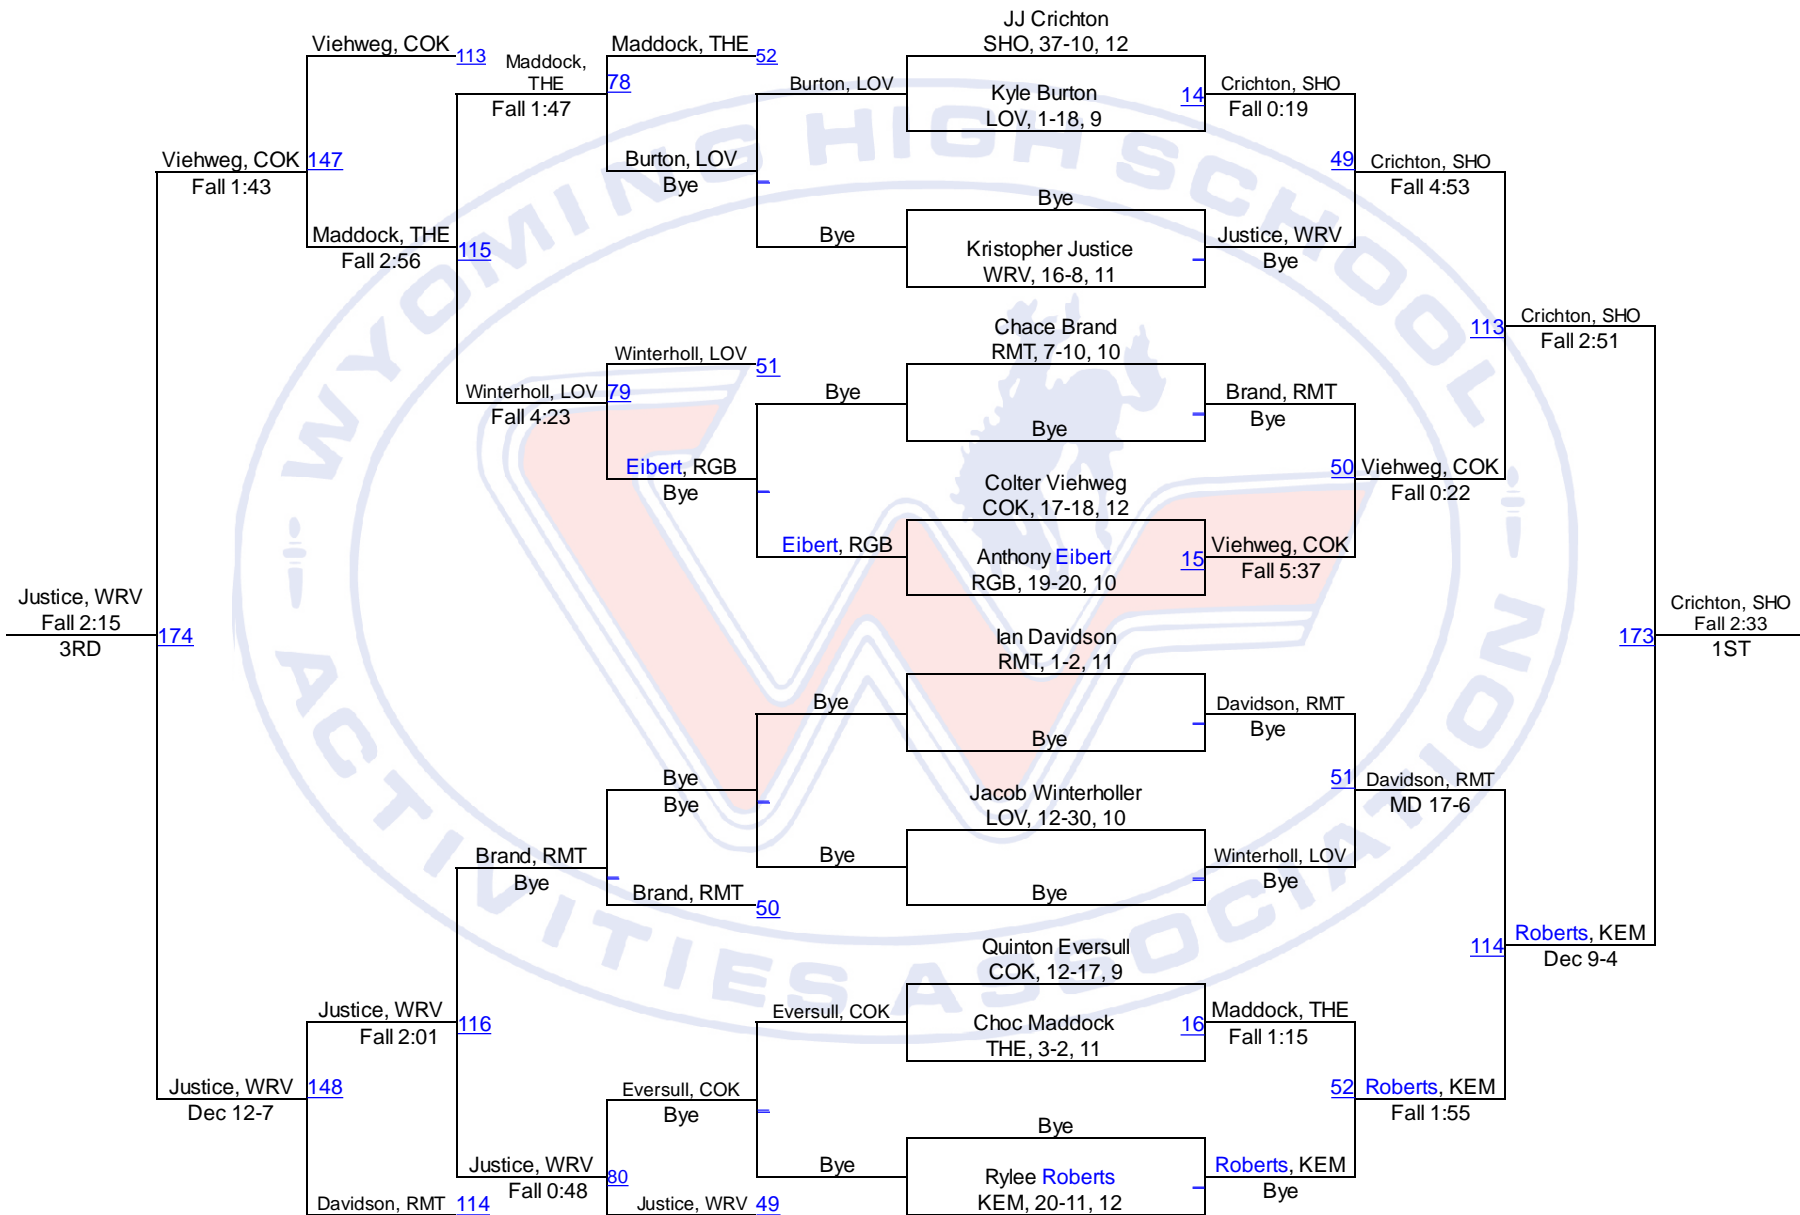 WYOMING HIGH SCHOOL
ACTIVITIES ASSOCIATION
Viehweg, COK
113
Viehweg, COK
147
Fall 1:43
Maddock, THE
Fall 2:56
115
Maddock,
THE
78
Fall 1:47
Maddock, THE
52
Burton, LOV
Bye
Burton, LOV
Bye
JJ Crichton
SHO, 37-10, 12
Kyle Burton
LOV, 1-18, 9
14
Crichton, SHO
Fall 0:19
Bye
Kristopher Justice
WRV, 16-8, 11
Justice, WRV
Bye
49
Crichton, SHO
Fall 4:53
Winterholl, LOV
51
Winterholl, LOV
79
Fall 4:23
Eibert, RGB
Bye
Bye
Eibert, RGB
Chace Brand
RMT, 7-10, 10
Bye
Brand, RMT
Bye
Colter Viehweg
COK, 17-18, 12
Anthony Eibert
RGB, 19-20, 10
15
Viehweg, COK
Fall 5:37
50
Viehweg, COK
Fall 0:22
113
Crichton, SHO
Fall 2:51
Justice, WRV
Fall 2:15
3RD
174
173
Crichton, SHO
Fall 2:33
1ST
Ian Davidson
RMT, 1-2, 11
Bye
Bye
Davidson, RMT
Bye
Bye
Bye
Jacob Winterholler
LOV, 12-30, 10
Bye
Bye
Winterholl, LOV
Bye
51
Davidson, RMT
MD 17-6
Brand, RMT
Bye
Brand, RMT
50
Quinton Eversull
COK, 12-17, 9
Choc Maddock
THE, 3-2, 11
16
Maddock, THE
Fall 1:15
Eversull, COK
Eversull, COK
Bye
Bye
Bye
Rylee Roberts
KEM, 20-11, 12
Roberts, KEM
Bye
52
Roberts, KEM
Fall 1:55
114
Roberts, KEM
Dec 9-4
Justice, WRV
Fall 2:01
116
Justice, WRV
148
Dec 12-7
Justice, WRV
80
Fall 0:48
Davidson, RMT
114
Justice, WRV
49